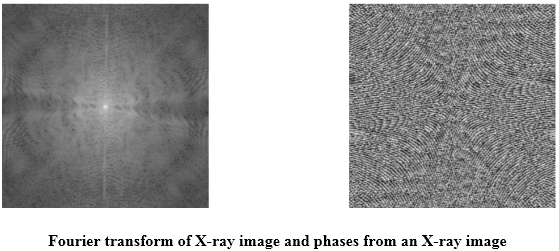 Fourier transform of X-ray image and phases from an X-ray image